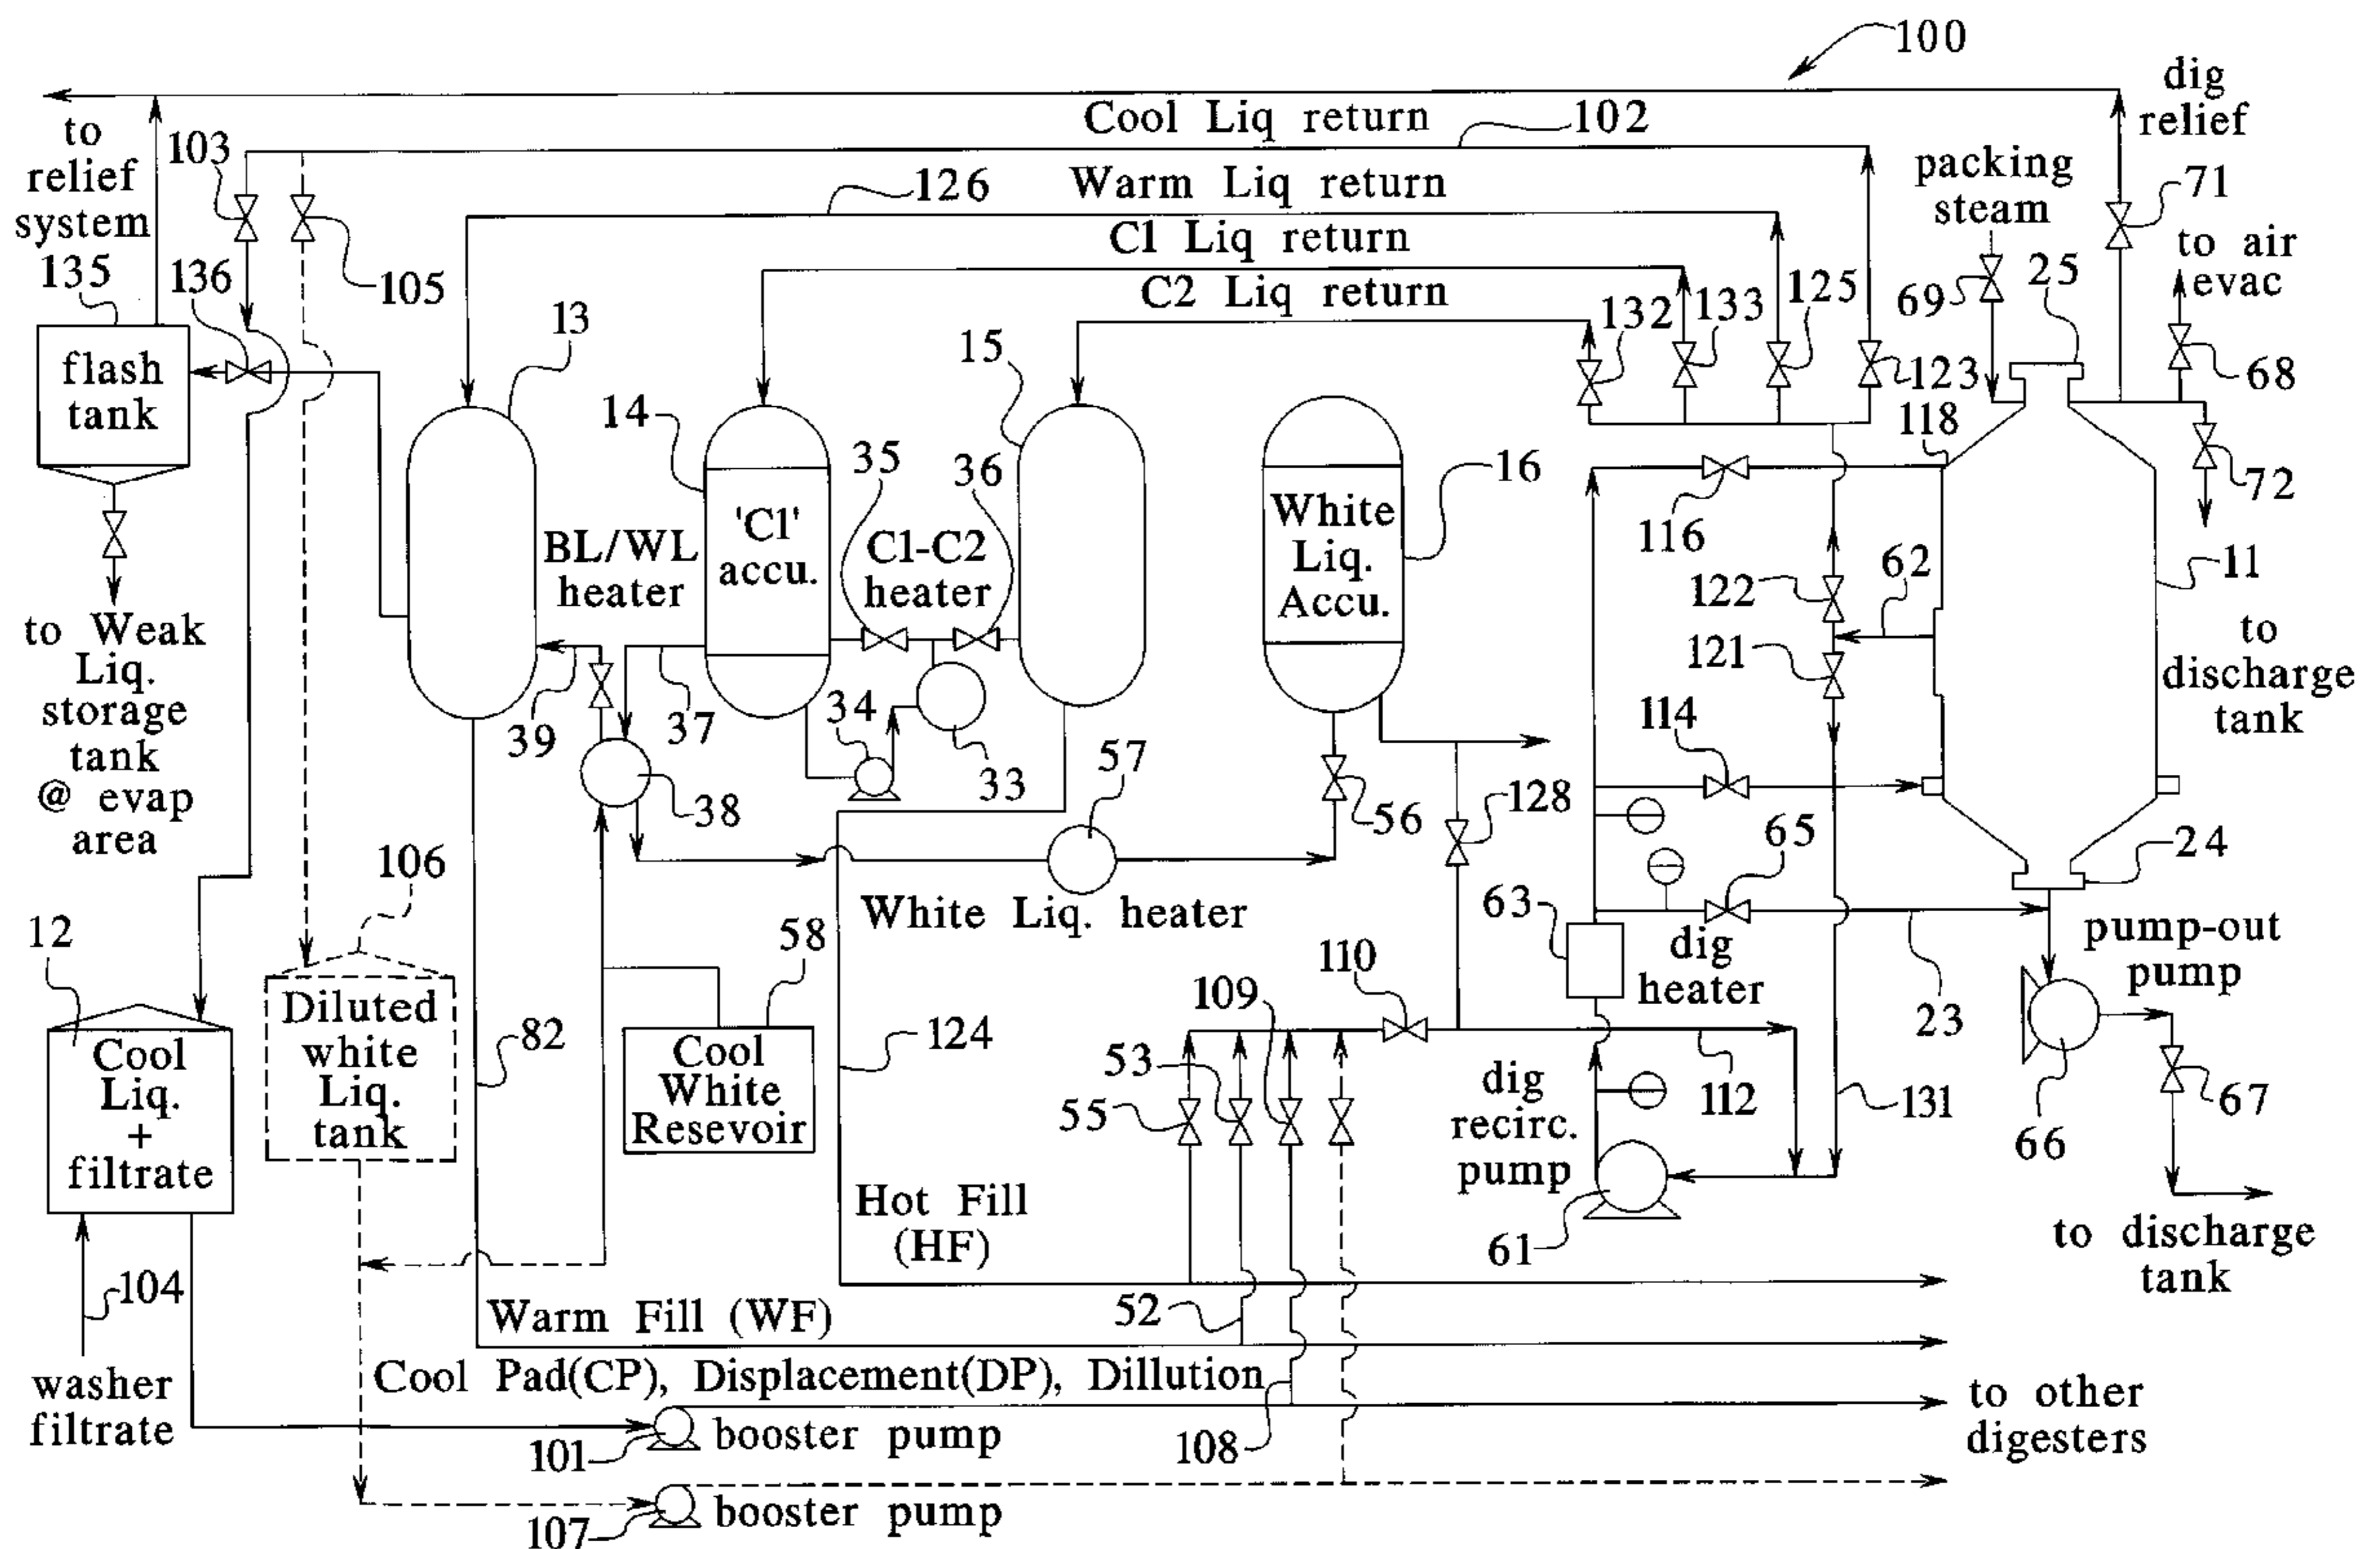 100
dig
relief
Cool Liq return
102
to
relief
system
103
packing
steam
71
126
Warm Liq return
C1 Liq return
to air
evac
135
136
105
69
25
C2 Liq return
132
133
125
123
68
flash
tank
13
14
15
118
35
36
16
72
'C1'
accu.
White
Liq.
Accu.
116
BL/WL
heater
C1-C2
heater
122
62
11
to Weak
Liq.
storage
tank
@ evap
area
121
to
discharge
tank
39
37
34
33
57
114
38
56
128
65
24
106
White Liq. heater
63
dig
heater
pump-out
pump
12
58
110
109
23
Cool
Liq.
+
filtrate
Diluted
white
Liq.
tank
82
Cool
White
Resevoir
124
53
55
dig
recirc.
pump
112
131
66
67
Hot Fill
(HF)
61
to discharge
tank
104
52
Warm Fill (WF)
washer
filtrate
Cool Pad(CP), Displacement(DP), Dillution
to other
digesters
101
booster pump
108
107
booster pump